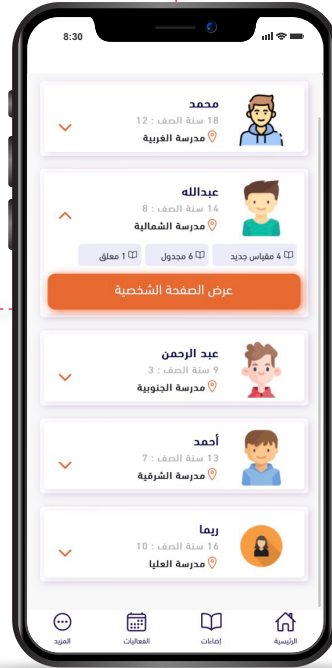 8:30
محمد
18 سنة الصف : 12
مدرسة الغربية
عبدالله
14 سنة الصف : 8
مدرسة الشمالية
4 مقياس جديد
6 مجدول
1 معلق
عرض الصفحة الشخصية
عبد الرحمن
9 سنة الصف : 3
مدرسة الجنوبية
أحمد
13 سنة الصف : 7
مدرسة الشرقية
ريما
16 سنة الصف : 10
مدرسة العليا
الرئيسية
إضاءات
الفعاليات
المزيد